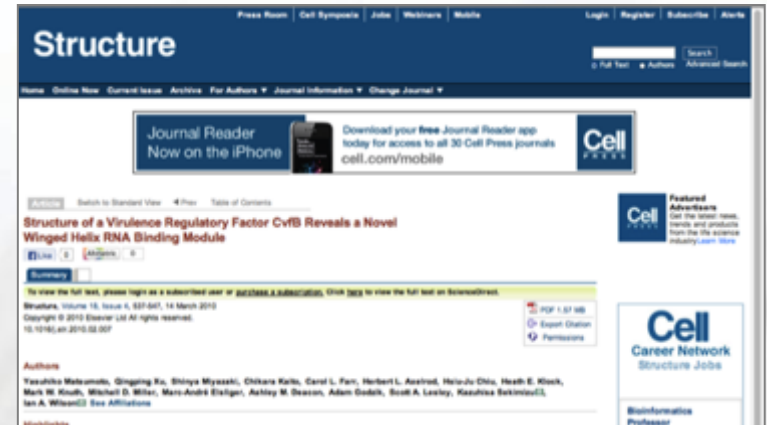 Press Room Cell Symposia Jobs Webinars Mobile
Login Register Subscribe Alerts
Structure
Search
Full Text Authors Advanced Search
Home Online Now Current Issue Archive For Authors ▼ Journal Information ▼ Change Journal ▼
Journal Reader
Now on the iPhone
Download your free Journal Reader app
today for access to all 30 Cell Press journals
cell.com/mobile
Cell
PRESS
Article Switch to Standard View Prev Table of Contents
Structure of a Virulence Regulatory Factor CvfB Reveals a Novel
Winged Helix RNA Binding Module
Like 0
Summary
To view the full text, please login as a subscribed user or purchase a subscription. Click here to view the full text on ScienceDirect.
Structure, Volume 18, Issue 4, 537-547, 14 March 2010
Copyright © 2010 Elsevier Ltd All rights reserved.
10.1016/j.str.2010.02.007
PDF 1.57 MB
Export Citation
Permissions
Authors
Yasuhiko Matsumoto, Qingping Xu, Shinya Miyazaki, Chikara Kaito, Carol L. Farr, Herbert L. Axelrod, Hsiu-Ju Chiu, Heath E. Klock,
Mark W. Knuth, Mitchell D. Miller, Marc-André Elsliger, Ashley M. Deacon, Adam Godzik, Scott A. Lesley, Kazuhisa Sekimizu,
Ian A. Wilson See Affiliations
Highlights
Cell
PRESS
Featured
Advertisers
Get the latest news,
trends and products
from the life science
industry Learn More
Cell
Career Network
Structure Jobs
Bioinformatics
Professor